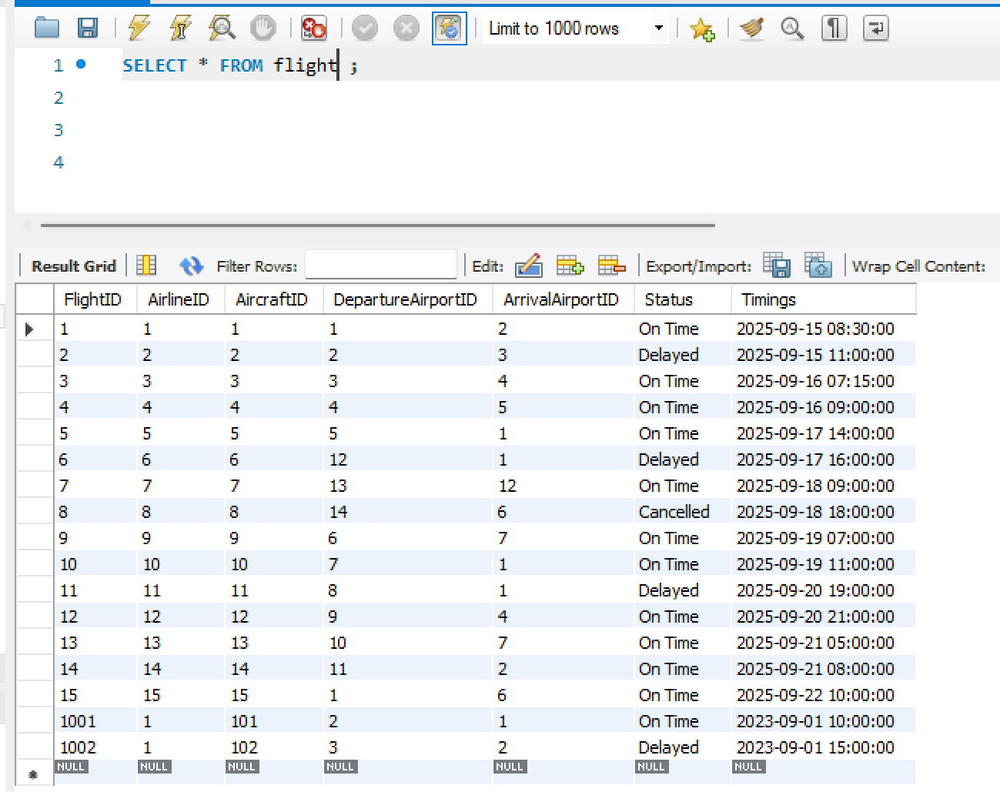 Limit to 1000 rows
1 SELECT * FROM flight ;
2
3
4
Result Grid Filter Rows: Edit: Export/Import: Wrap Cell Content:
FlightID AirlineID AircraftID DepartureAirportID ArrivalAirportID Status Timings
1 1 1 1 2 On Time 2025-09-15 08:30:00
2 2 2 2 3 Delayed 2025-09-15 11:00:00
3 3 3 3 4 On Time 2025-09-16 07:15:00
4 4 4 4 5 On Time 2025-09-16 09:00:00
5 5 5 5 1 On Time 2025-09-17 14:00:00
6 6 6 12 1 Delayed 2025-09-17 16:00:00
7 7 7 13 12 On Time 2025-09-18 09:00:00
8 8 8 14 6 Cancelled 2025-09-18 18:00:00
9 9 9 6 7 On Time 2025-09-19 07:00:00
10 10 10 7 1 On Time 2025-09-19 11:00:00
11 11 11 8 1 Delayed 2025-09-20 19:00:00
12 12 12 9 4 On Time 2025-09-20 21:00:00
13 13 13 10 7 On Time 2025-09-21 05:00:00
14 14 14 11 2 On Time 2025-09-21 08:00:00
15 15 15 1 6 On Time 2025-09-22 10:00:00
1001 1 101 2 1 On Time 2023-09-01 10:00:00
1002 1 102 3 2 Delayed 2023-09-01 15:00:00
NULL NULL NULL NULL NULL NULL NULL